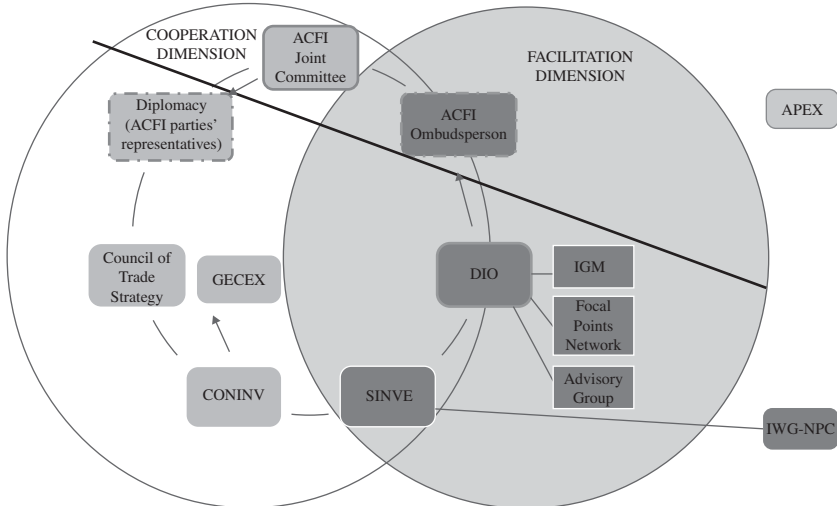 COOPERATION
DIMENSION
ACFI
Joint
Committee
FACILITATION
DIMENSION
Diplomacy
(ACFI parties’
representatives)
ACFI
Ombudsperson
APEX
Council of
Trade
Strategy
GECEX
DIO
IGM
Focal
Points
Network
CONINV
SINVE
Advisory
Group
IWG-NPC